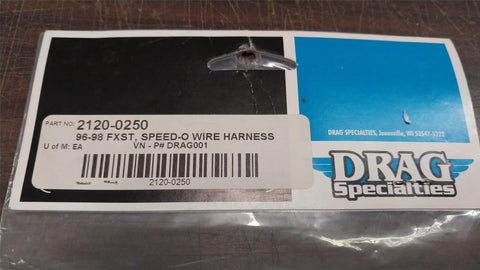 PART NO: 2120-0250
96-98 FXST, SPEED-O WIRE HARNESS
U of M: EA VN - P# DRAG001
2120-0250
DRAG SPECIALTIES, Janesville, WI 53547-5222
DRAG
Specialties